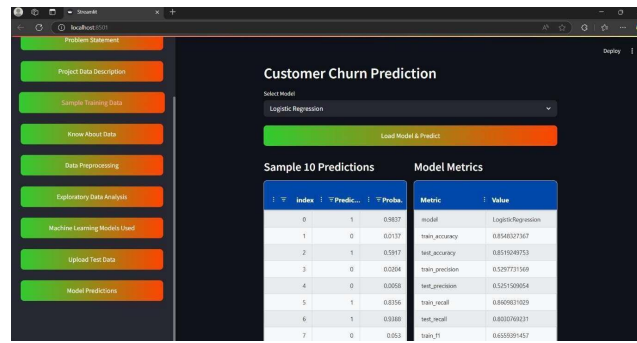 Streamlit
localhost:8501
Deploy
Problem Statement
Project Data Description
Sample Training Data
Know About Data
Data Preprocessing
Exploratory Data Analysis
Machine Learning Models Used
Upload Test Data
Model Predictions
Customer Churn Prediction
Select Model
Logistic Regression
Load Model & Predict
Sample 10 Predictions
index Predic... Proba.
0 1 0.9837
1 0 0.0137
2 1 0.5917
3 0 0.0204
4 0 0.0058
5 1 0.8356
6 1 0.9388
7 0 0.053
Model Metrics
Metric Value
model LogisticRegression
train_accuracy 0.8548327367
test_accuracy 0.8519249753
train_precision 0.5297731569
test_precision 0.5251509054
train_recall 0.8609831029
test_recall 0.8030769231
train_f1 0.6559391457